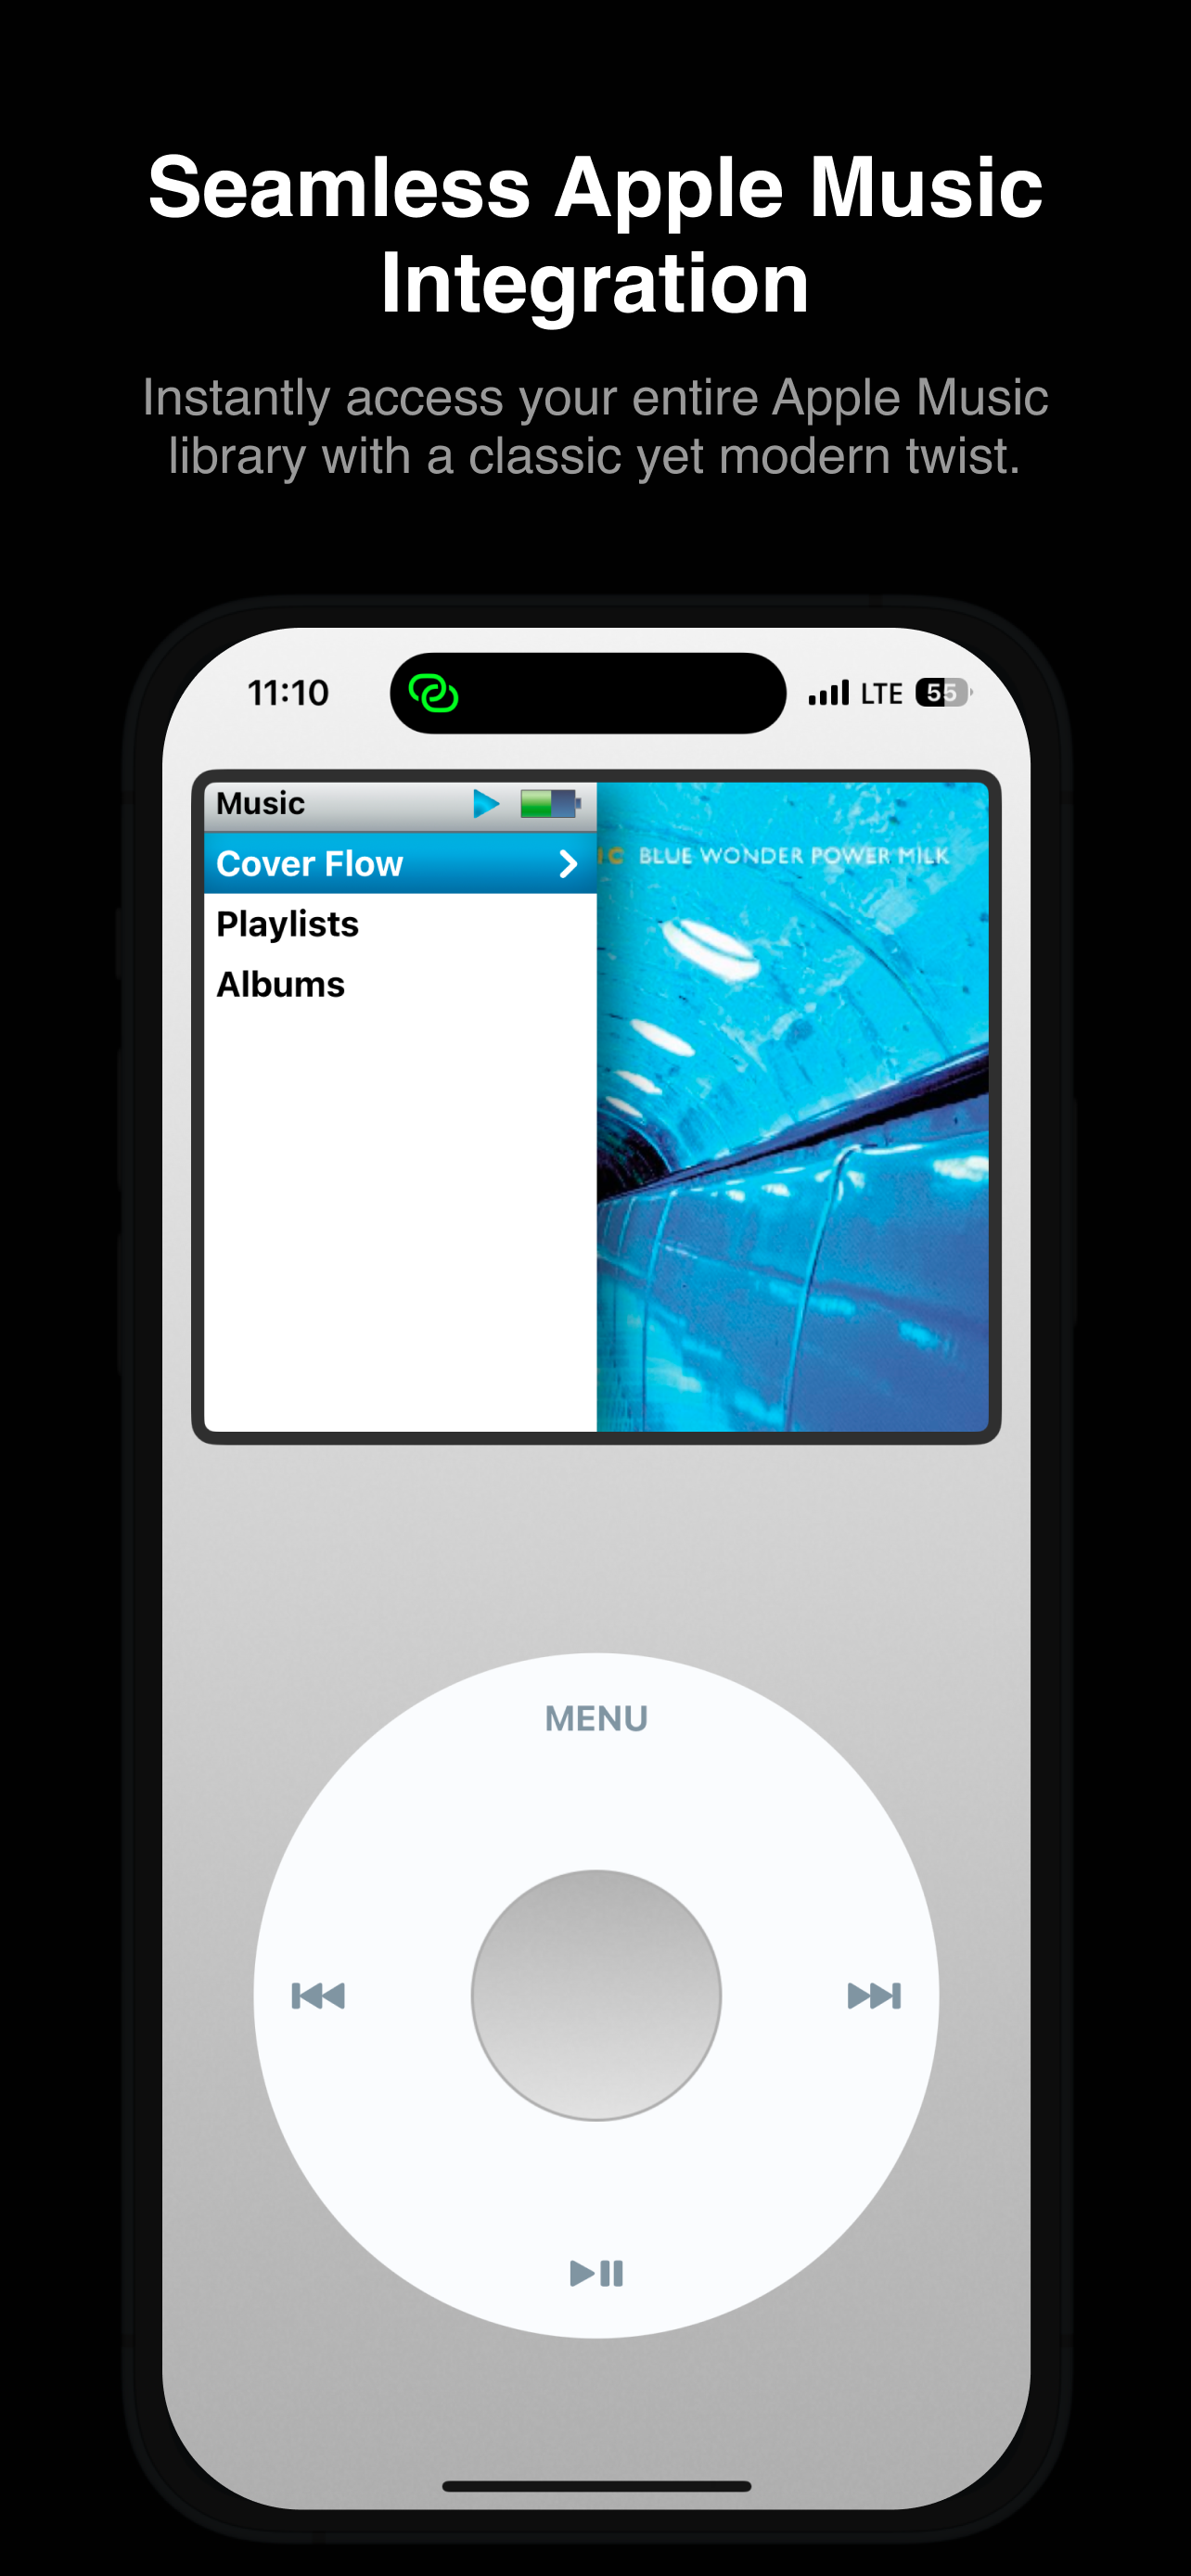 Seamless Apple Music
Integration
Instantly access your entire Apple Music
library with a classic yet modern twist.
11:10
LTE 55
Music
Cover Flow
Playlists
Albums
IC BLUE WONDER POWER MILK
MENU